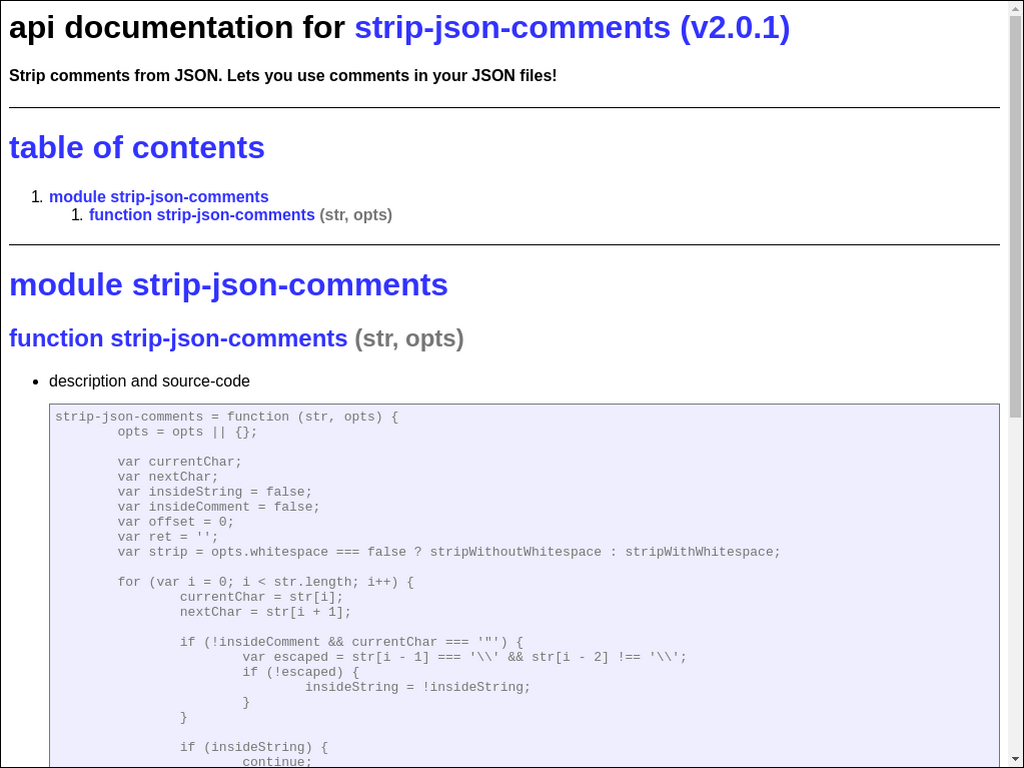 api documentation for strip-json-comments (v2.0.1)
Strip comments from JSON. Lets you use comments in your JSON files!
table of contents
1. module strip-json-comments
1. function strip-json-comments (str, opts)
module strip-json-comments
function strip-json-comments (str, opts)
• description and source-code
strip-json-comments = function (str, opts) {
        opts = opts || {};

        var currentChar;
        var nextChar;
        var insideString = false;
        var insideComment = false;
        var offset = 0;
        var ret = '';
        var strip = opts.whitespace === false ? stripWithoutWhitespace : stripWithWhitespace;

        for (var i = 0; i < str.length; i++) {
                currentChar = str[i];
                nextChar = str[i + 1];

                if (!insideComment && currentChar === '"') {
                        var escaped = str[i - 1] === '\\' && str[i - 2] !== '\\';
                        if (!escaped) {
                                insideString = !insideString;
                        }
                }

                if (insideString) {
                        continue;